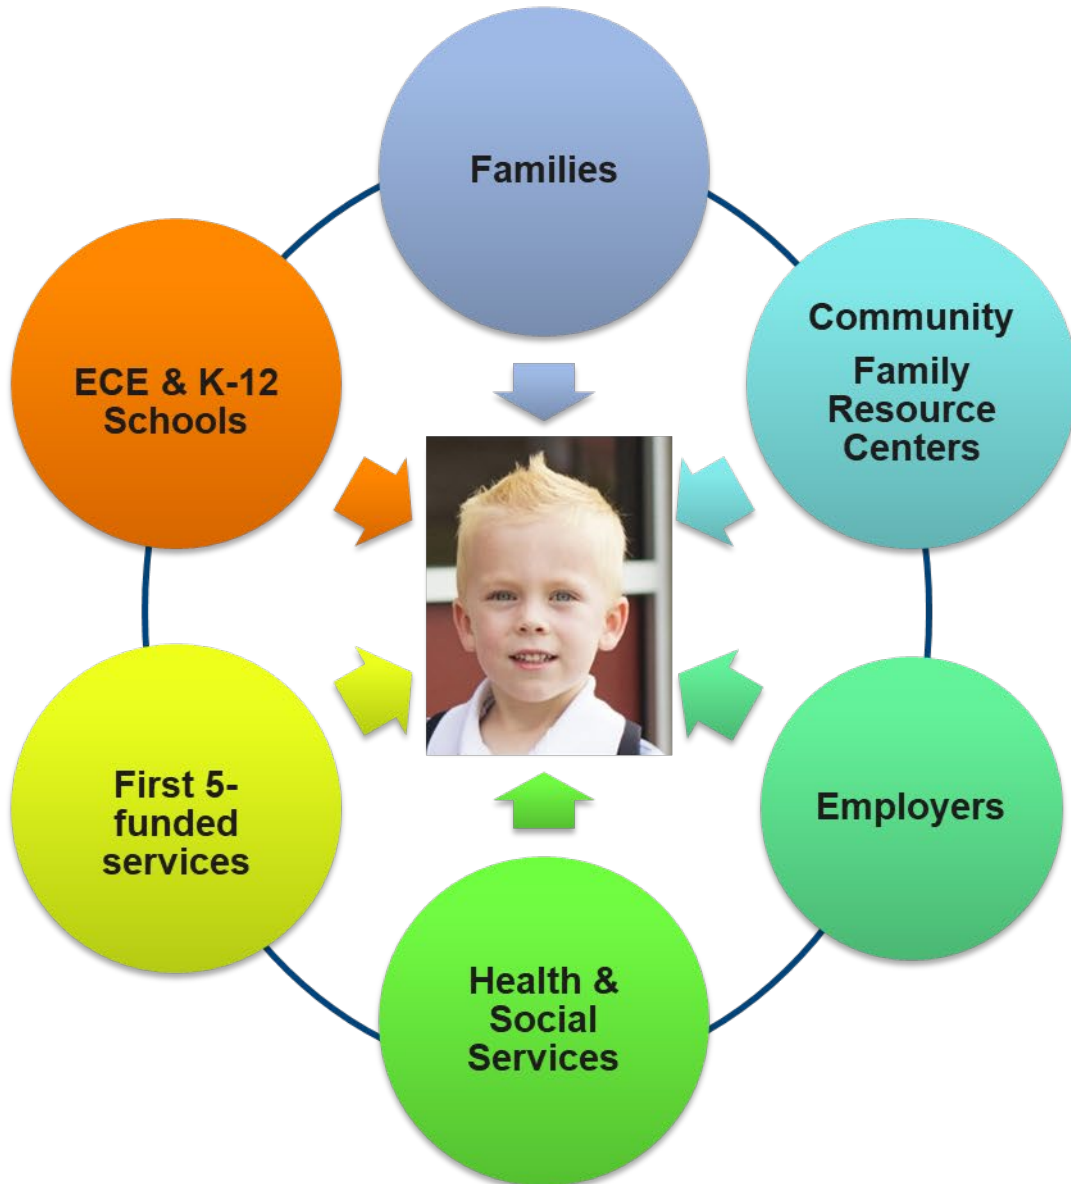 Families
Community
Family
Resource
Centers
ECE & K-12
Schools
First 5-
funded
services
Employers
Health &
Social
Services